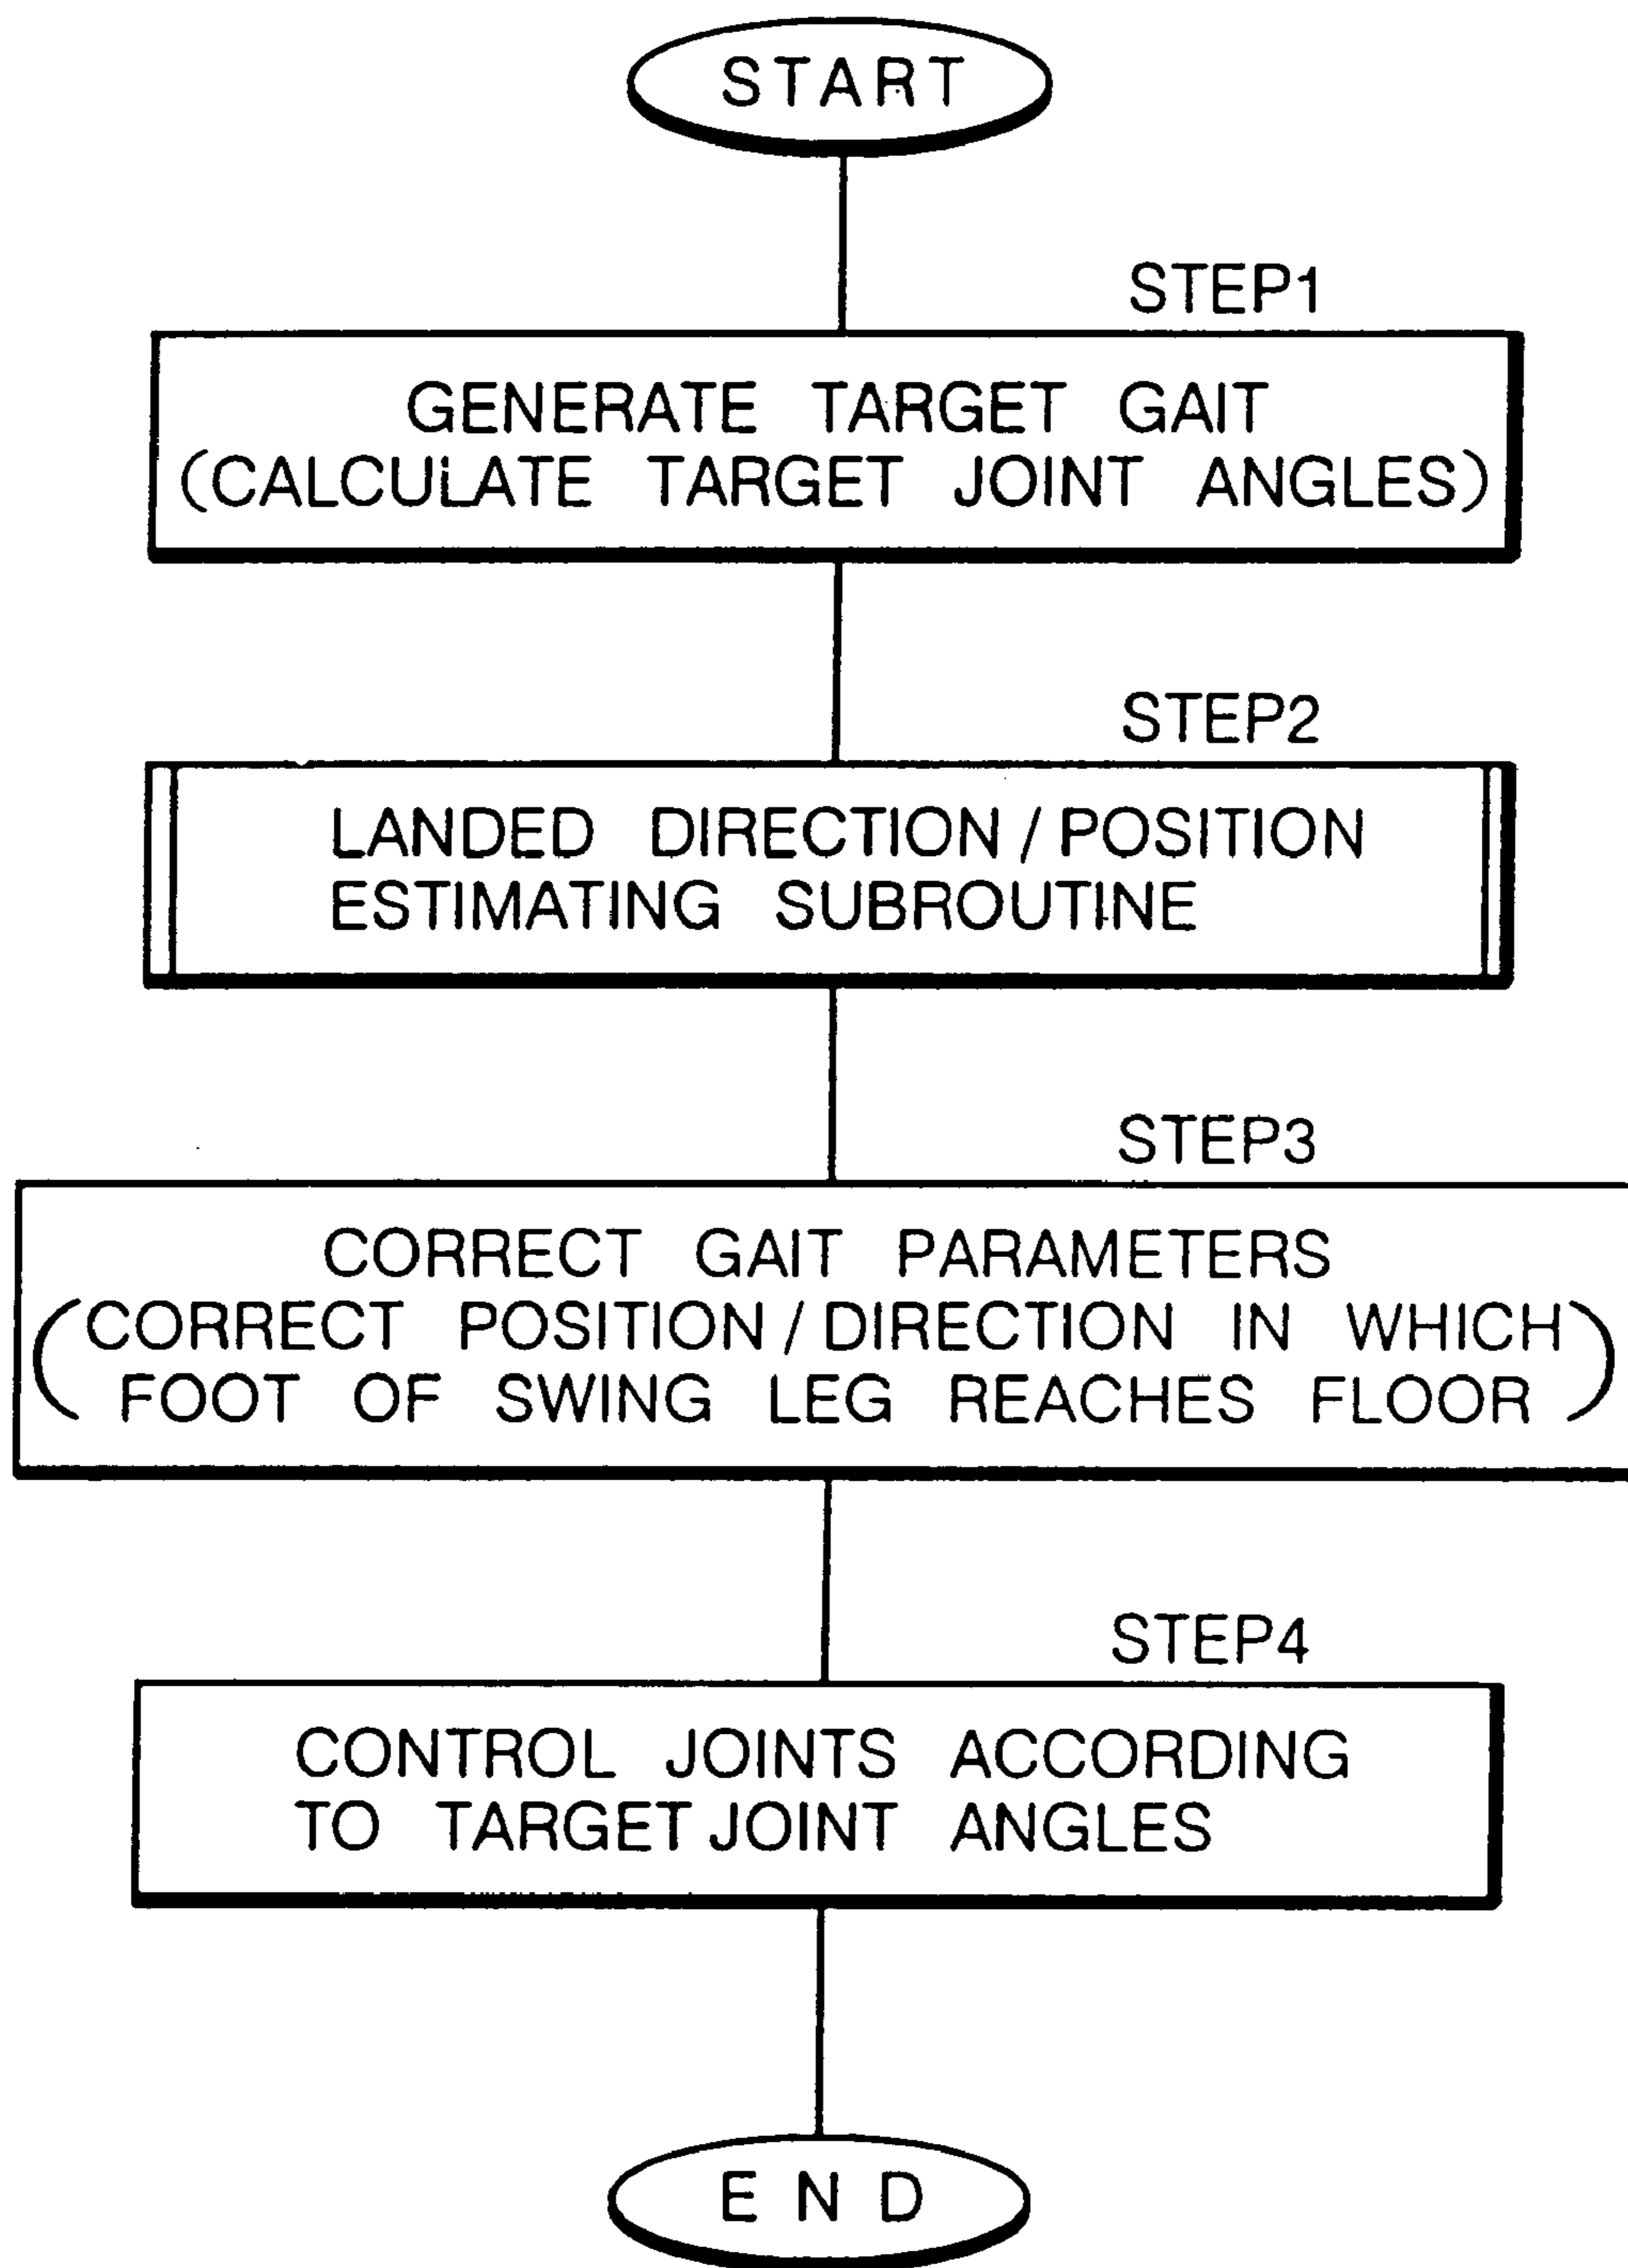 START
STEP1
GENERATE TARGET GAIT
(CALCULATE TARGET JOINT ANGLES)
STEP2
LANDED DIRECTION/POSITION
ESTIMATING SUBROUTINE
STEP3
CORRECT GAIT PARAMETERS
(CORRECT POSITION/DIRECTION IN WHICH
FOOT OF SWING LEG REACHES FLOOR)
STEP4
CONTROL JOINTS ACCORDING
TO TARGET JOINT ANGLES
END